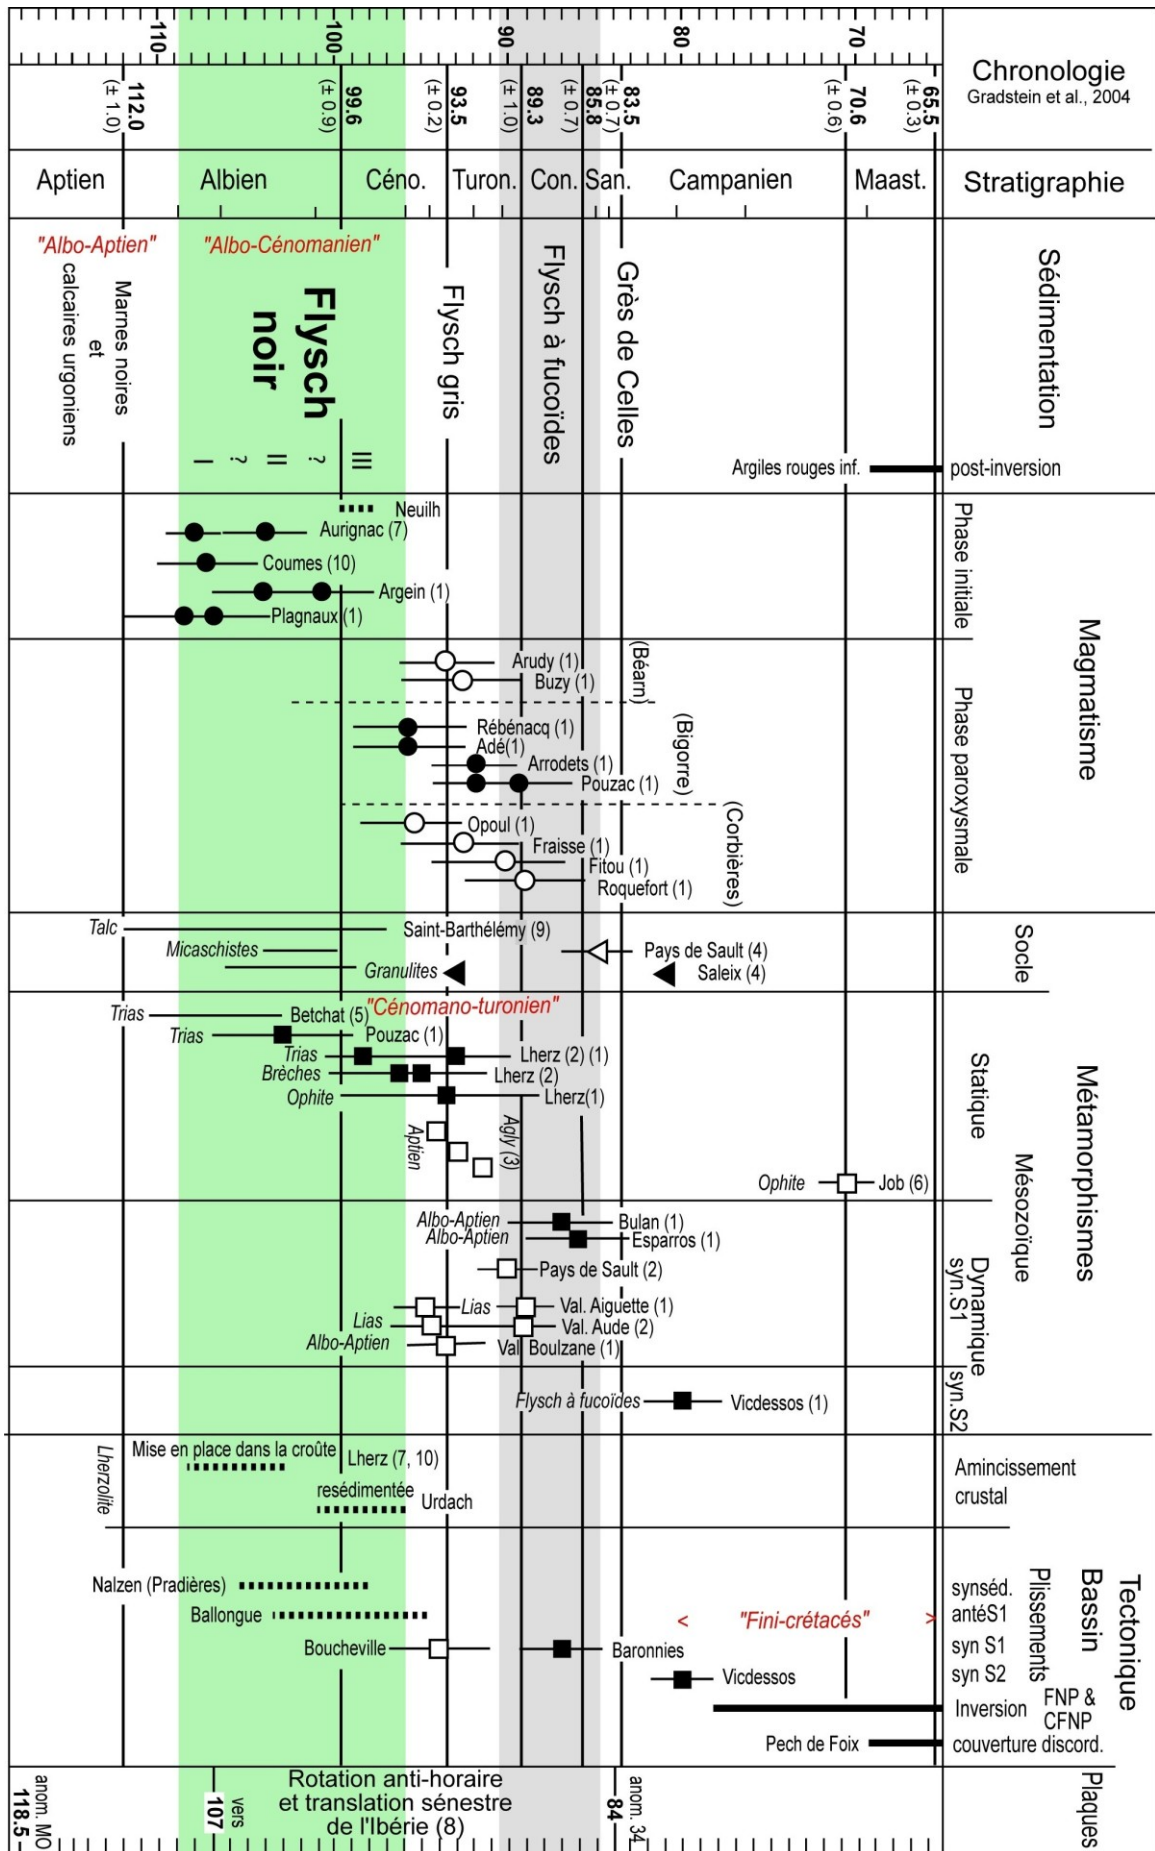 110
100
90
80
70
Chronologie
Gradstein et al., 2004
112.0
(± 1.0)
99.6
(± 0.9)
93.5
(± 0.2)
89.3
(± 1.0)
85.8
(± 0.7)
83.5
(± 0.7)
70.6
(± 0.6)
65.5
(± 0.3)
Aptien
Albien
Céno.
Turon.
Con.
San.
Campanien
Maast.
Stratigraphie
"Albo-Aptien"
"Albo-Cénomanien"
Marnes noires
et
calcaires urgoniens
Flysch
noir
I
?
II
?
III
Flysch gris
Flysch à fucoïdes
Grès de Celles
Sédimentation
Argiles rouges inf.
post-inversion
Neuilh
Aurignac (7)
Coumes (10)
Argein (1)
Plagnaux (1)
Phase initiale
Magmatisme
Arudy (1)
Buzy (1)
(Béarn)
Rébénacq (1)
Adé(1)
Arrodets (1)
Pouzac (1)
(Bigorre)
Opoul (1)
Fraisse (1)
Fitou (1)
Roquefort (1)
(Corbières)
Phase paroxysmale
Talc
Saint-Barthélémy (9)
Micaschistes
Pays de Sault (4)
Granulites
Saleix (4)
Socle
"Cénomano-turonien"
Trias
Betchat (5)
Trias
Pouzac (1)
Trias
Lherz (2) (1)
Brèches
Lherz (2)
Ophite
Lherz(1)
Aptien
Agly (3)
Ophite
Job (6)
Statique
Mésozoïque
Métamorphismes
Albo-Aptien
Bulan (1)
Albo-Aptien
Esparros (1)
Pays de Sault (2)
Lias
Val. Aiguette (1)
Lias
Val. Aude (2)
Albo-Aptien
Val. Boulzane (1)
syn.S1
Dynamique
Flysch à fucoïdes
Vicdessos (1)
syn.S2
Lherzolite
Mise en place dans la croûte
Lherz (7, 10)
resédimentée
Urdach
Amincissement
crustal
Nalzen (Pradières)
Ballongue
Boucheville
< "Fini-crétacés" >
Baronnies
Vicdessos
synséd.
antéS1
syn S1
syn S2
Plissements
Bassin
Tectonique
Inversion
FNP &
CFNP
Pech de Foix
couverture discord.
118.5
anom. MO
107
vers
Rotation anti-horaire
et translation sénestre
de l'Ibérie (8)
84
anom. 34
Plaques